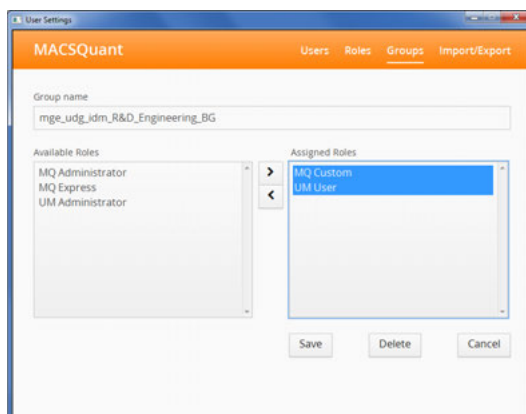 User Settings
MACSQuant
Users Roles Groups Import/Export
Group name
mge_udg_idm_R&D_Engineering_BG
Available Roles
Assigned Roles
MQ Administrator
MQ Express
UM Administrator
>
<
MQ Custom
UM User
Save Delete Cancel